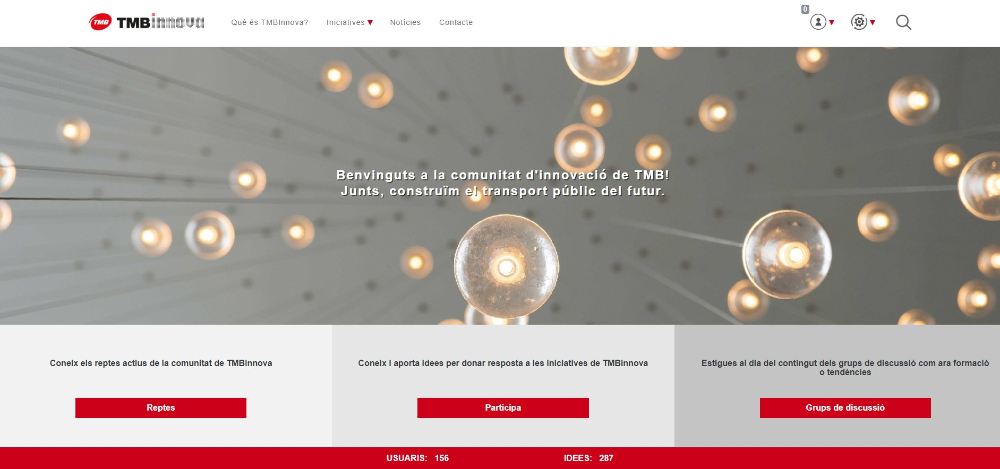 TMB TMBinnova
Què és TMBInnova? Iniciatives Notícies Contacte
0
Benvinguts a la comunitat d'innovació de TMB!
Junts, construïm el transport públic del futur.
Coneix els reptes actius de la comunitat de TMBInnova
Reptes
Coneix i aporta idees per donar resposta a les iniciatives de TMBinnova
Participa
Estigues al dia del contingut dels grups de discussió com ara formació
o tendències
Grups de discussió
USUARIS: 156 IDEES: 287